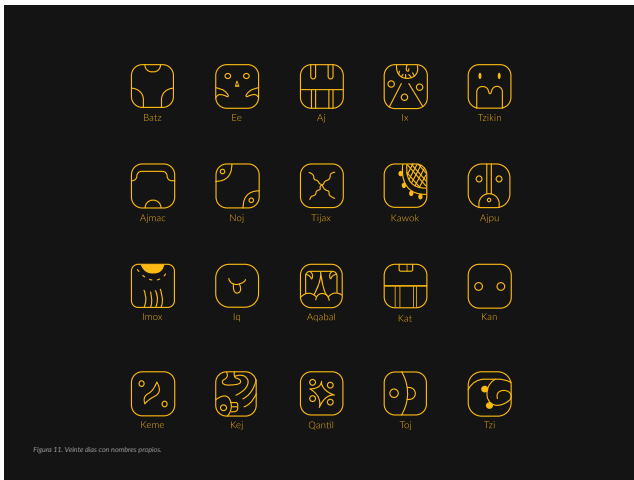 Batz Ee Aj Ix Tzikin
Ajmac Noj Tijax Kawok Ajpu
Imox Iq Aqabal Kat Kan
Keme Kej Qantil Toj Tzi
Figura 11. Veinte días con nombres propios.